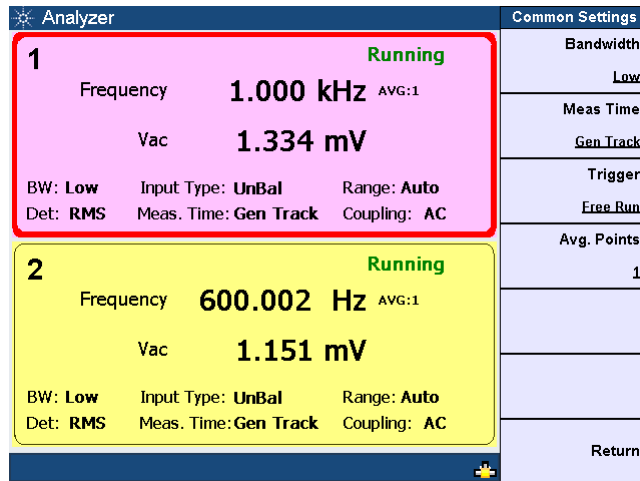 Analyzer
1
Running
Frequency 1.000 kHz AVG:1
Vac 1.334 mV
BW: Low Input Type: UnBal Range: Auto
Det: RMS Meas. Time: Gen Track Coupling: AC
2
Running
Frequency 600.002 Hz AVG:1
Vac 1.151 mV
BW: Low Input Type: UnBal Range: Auto
Det: RMS Meas. Time: Gen Track Coupling: AC
Common Settings
Bandwidth
Low
Meas Time
Gen Track
Trigger
Free Run
Avg. Points
1
Return